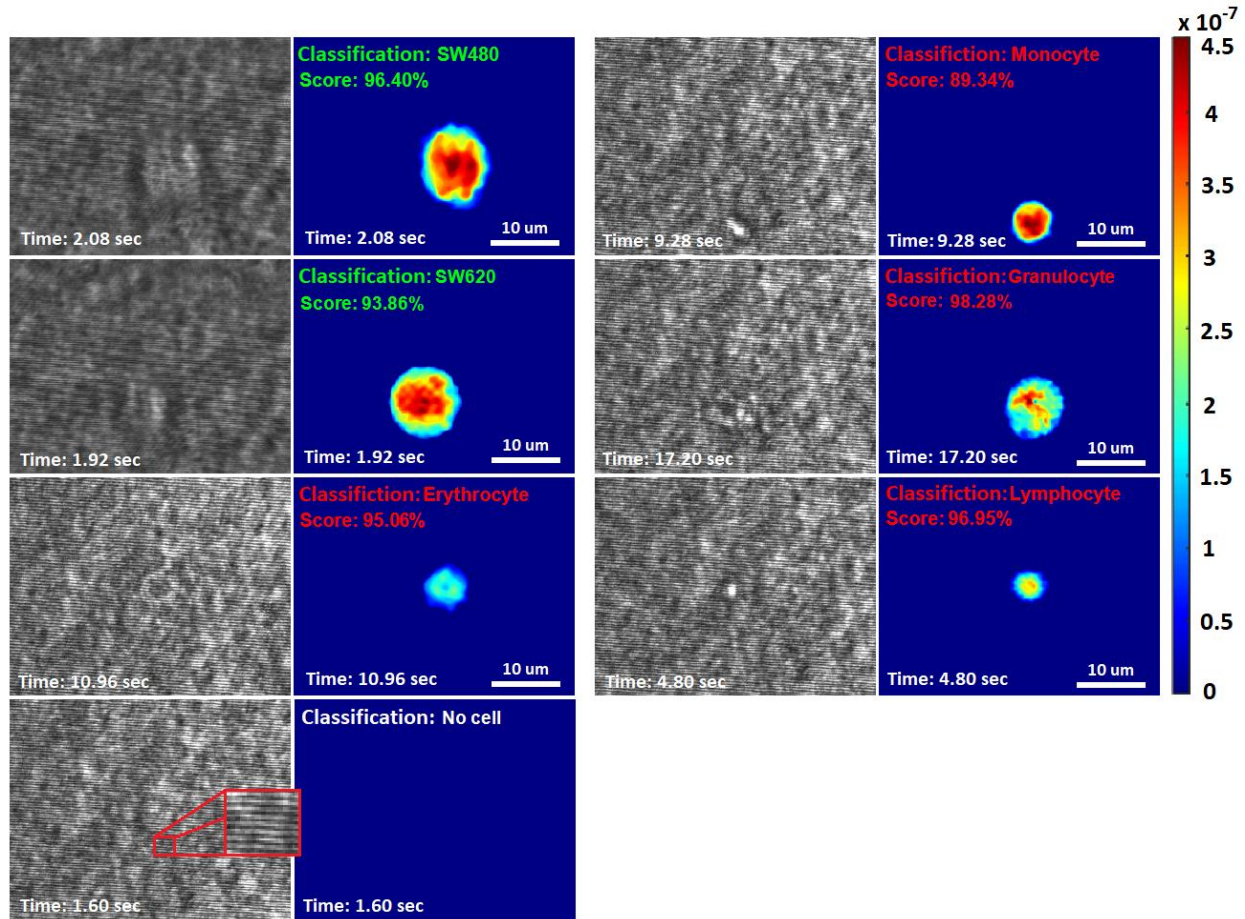 Classification: SW480
Score: 96.40%
Time: 2.08 sec
Time: 2.08 sec
10 um
Classifiction: Monocyte
Score: 89.34%
Time: 9.28 sec
Time: 9.28 sec
10 um
Classification: SW620
Score: 93.86%
Time: 1.92 sec
Time: 1.92 sec
10 um
Classifiction: Granulocyte
Score: 98.28%
Time: 17.20 sec
Time: 17.20 sec
10 um
Classifiction: Erythrocyte
Score: 95.06%
Time: 10.96 sec
Time: 10.96 sec
10 um
Classifiction: Lymphocyte
Score: 96.95%
Time: 4.80 sec
Time: 4.80 sec
10 um
Classification: No cell
Time: 1.60 sec
Time: 1.60 sec
x 10⁻⁷
4.5
4
3.5
3
2.5
2
1.5
1
0.5
0